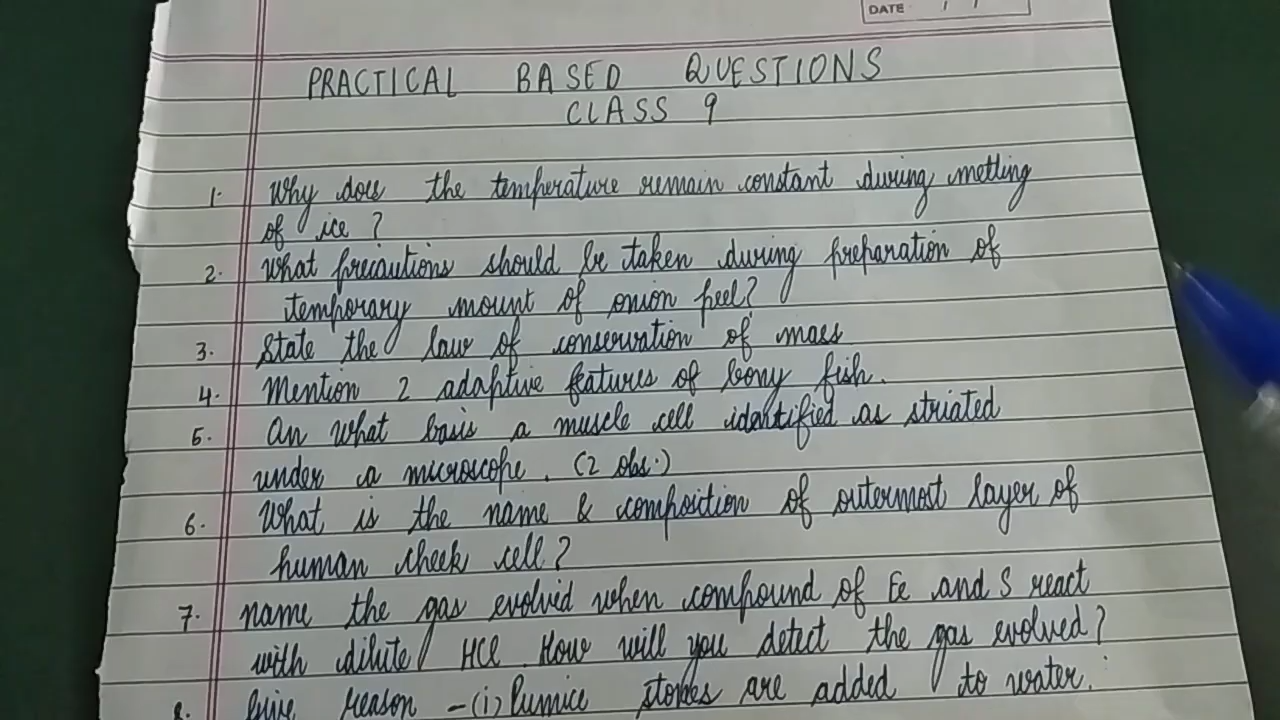 DATE / /
PRACTICAL BASED QUESTIONS
CLASS 9
1. Why does the temperature remain constant during melting
of ice ?
2. What precautions should be taken during preparation of
temporary mount of onion peel?
3. State the law of conservation of mass
4. Mention 2 adaptive features of bony fish.
5. On what basis a muscle cell identified as striated
under a microscope. (2 obs.)
6. What is the name & composition of outermost layer of
human cheek cell?
7. name the gas evolved when compound of Fe and S react
with dilute HCl. How will you detect the gas evolved?
8. Give reason - (i) Pumice stones are added to water.